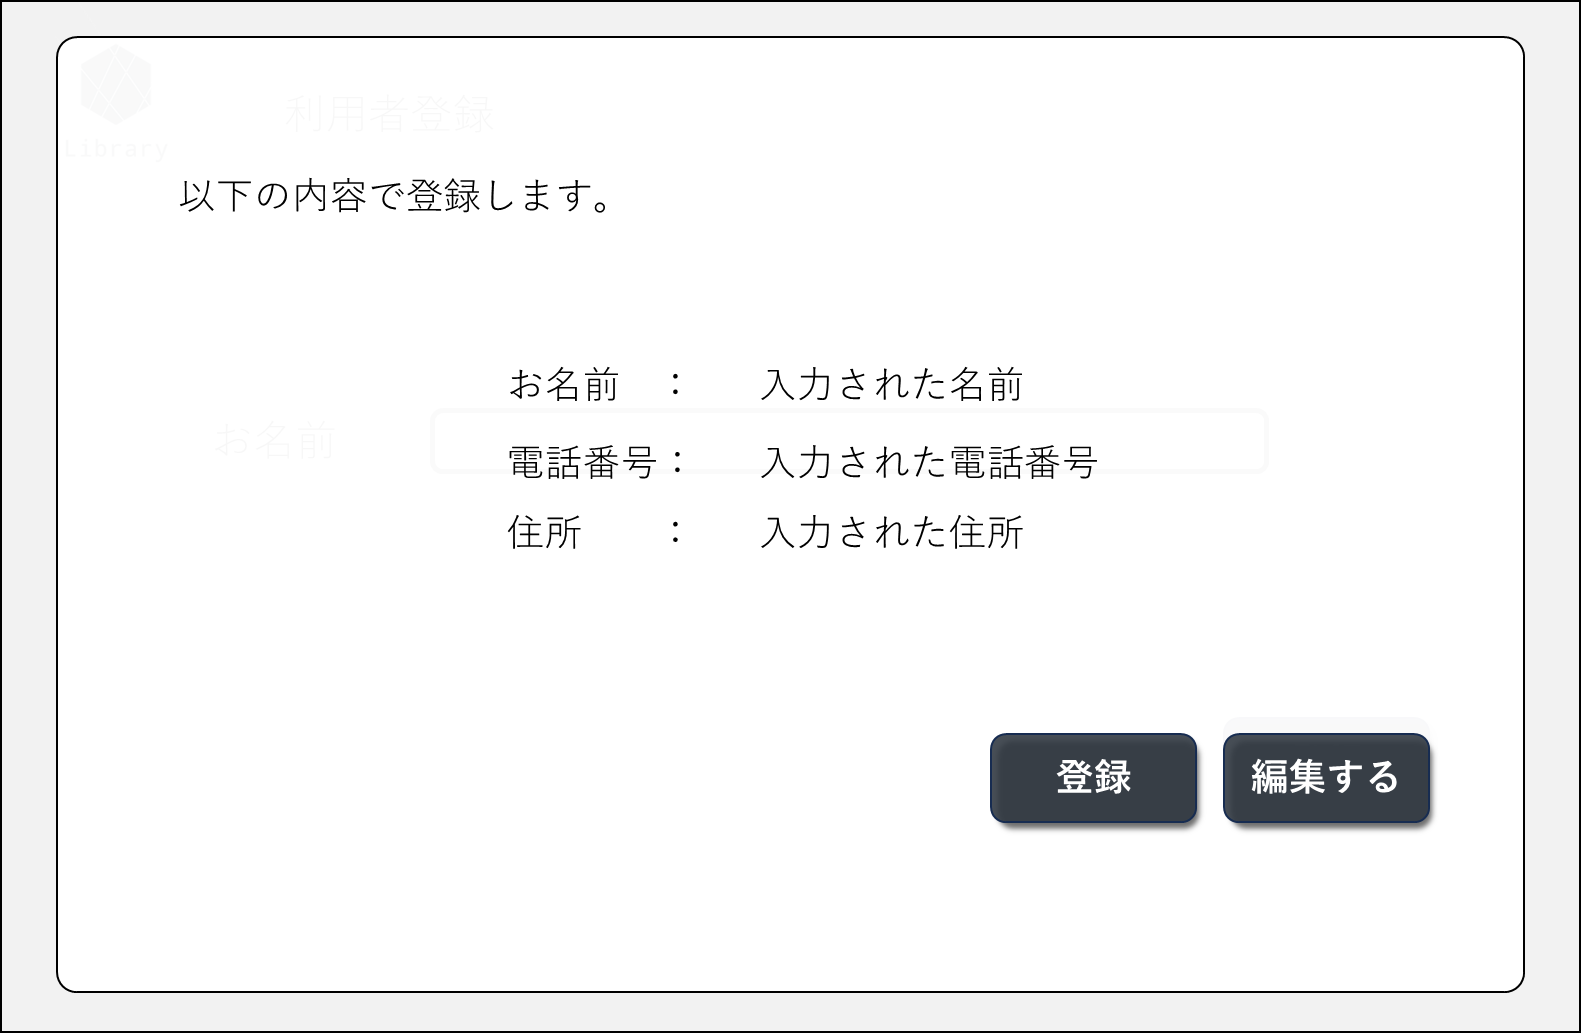 Library
利用者登録
以下の内容で登録します。
お名前 ： 入力された名前
お名前
電話番号： 入力された電話番号
住所 ： 入力された住所
登録 編集する